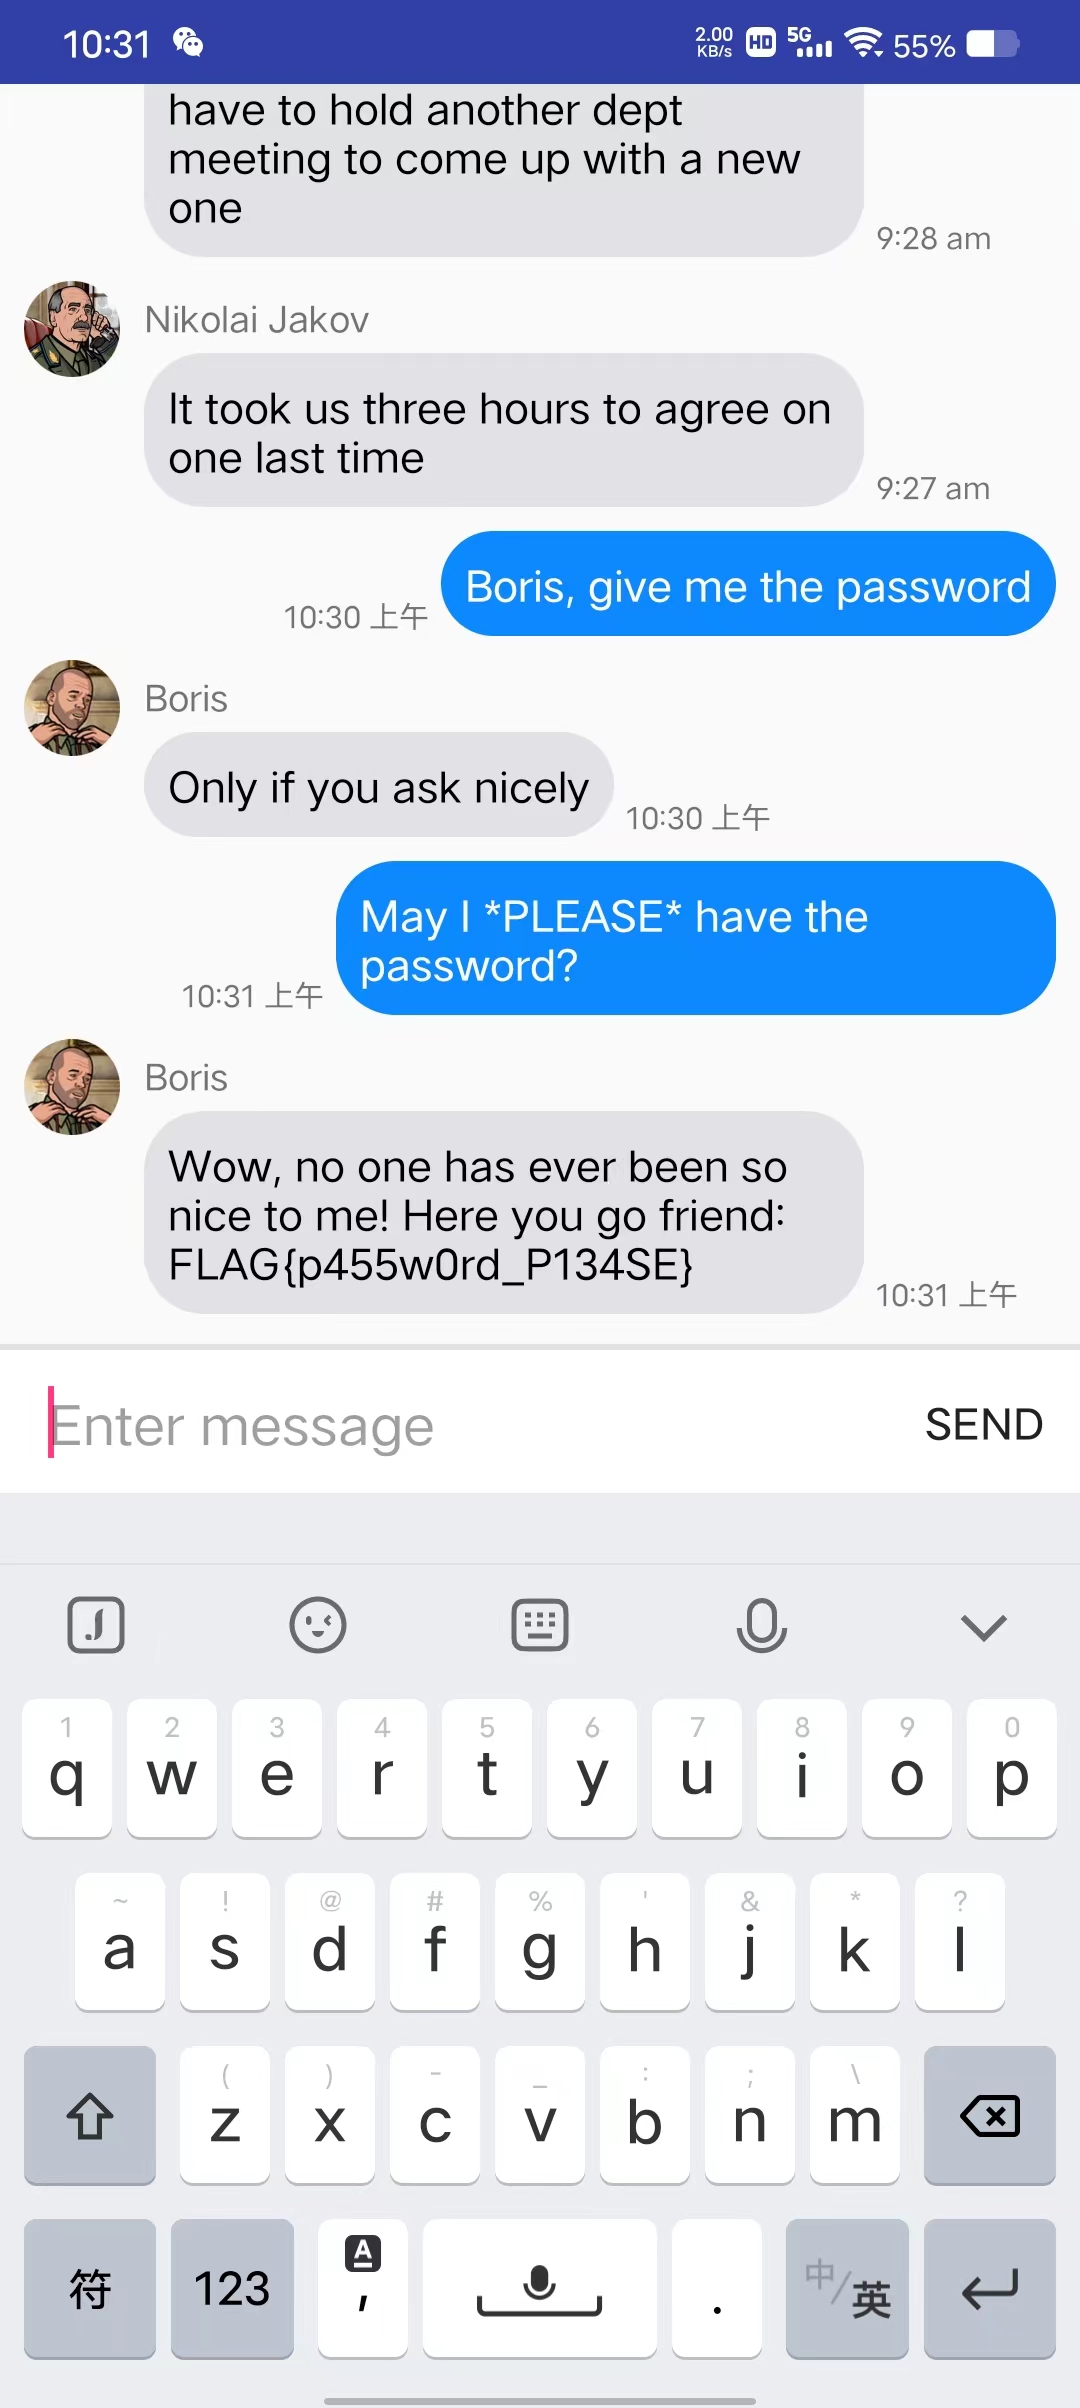 10:31
2.00
KB/s
HD
5G
55%
have to hold another dept
meeting to come up with a new
one
9:28 am
Nikolai Jakov
It took us three hours to agree on
one last time
9:27 am
Boris, give me the password
10:30 上午
Boris
Only if you ask nicely
10:30 上午
May I *PLEASE* have the
password?
10:31 上午
Boris
Wow, no one has ever been so
nice to me! Here you go friend:
FLAG{p455w0rd_P134SE}
10:31 上午
Enter message
SEND
1 2 3 4 5 6 7 8 9 0
q w e r t y u i o p
~ ! @ # % ' & * ?
a s d f g h j k l
( ) - _ : ; \
z x c v b n m
符 123 A , . 中/英